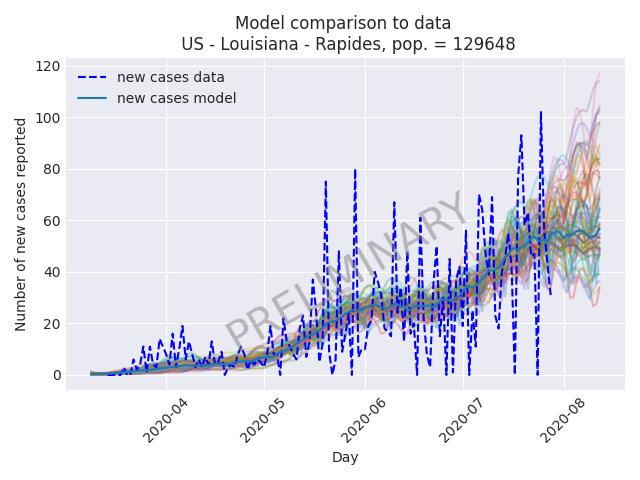 Model comparison to data
US - Louisiana - Rapides, pop. = 129648
new cases data
new cases model
Number of new cases reported
120
100
80
60
40
20
0
PRELIMINARY
2020-04
2020-05
2020-06
2020-07
2020-08
Day